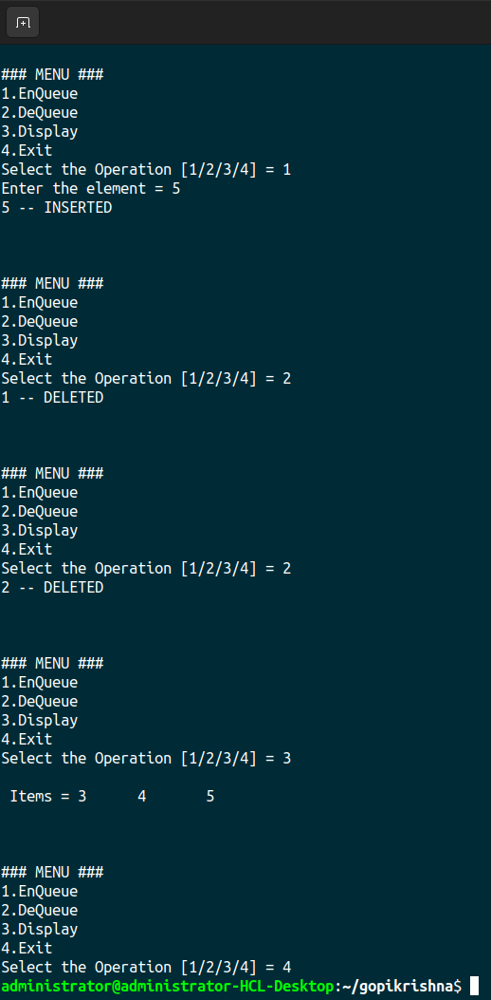 ### MENU ###
1.EnQueue
2.DeQueue
3.Display
4.Exit
Select the Operation [1/2/3/4] = 1
Enter the element = 5
5 -- INSERTED
### MENU ###
1.EnQueue
2.DeQueue
3.Display
4.Exit
Select the Operation [1/2/3/4] = 2
1 -- DELETED
### MENU ###
1.EnQueue
2.DeQueue
3.Display
4.Exit
Select the Operation [1/2/3/4] = 2
2 -- DELETED
### MENU ###
1.EnQueue
2.DeQueue
3.Display
4.Exit
Select the Operation [1/2/3/4] = 3
Items = 3      4       5
### MENU ###
1.EnQueue
2.DeQueue
3.Display
4.Exit
Select the Operation [1/2/3/4] = 4
administrator@administrator-HCL-Desktop:~/gopikrishna$